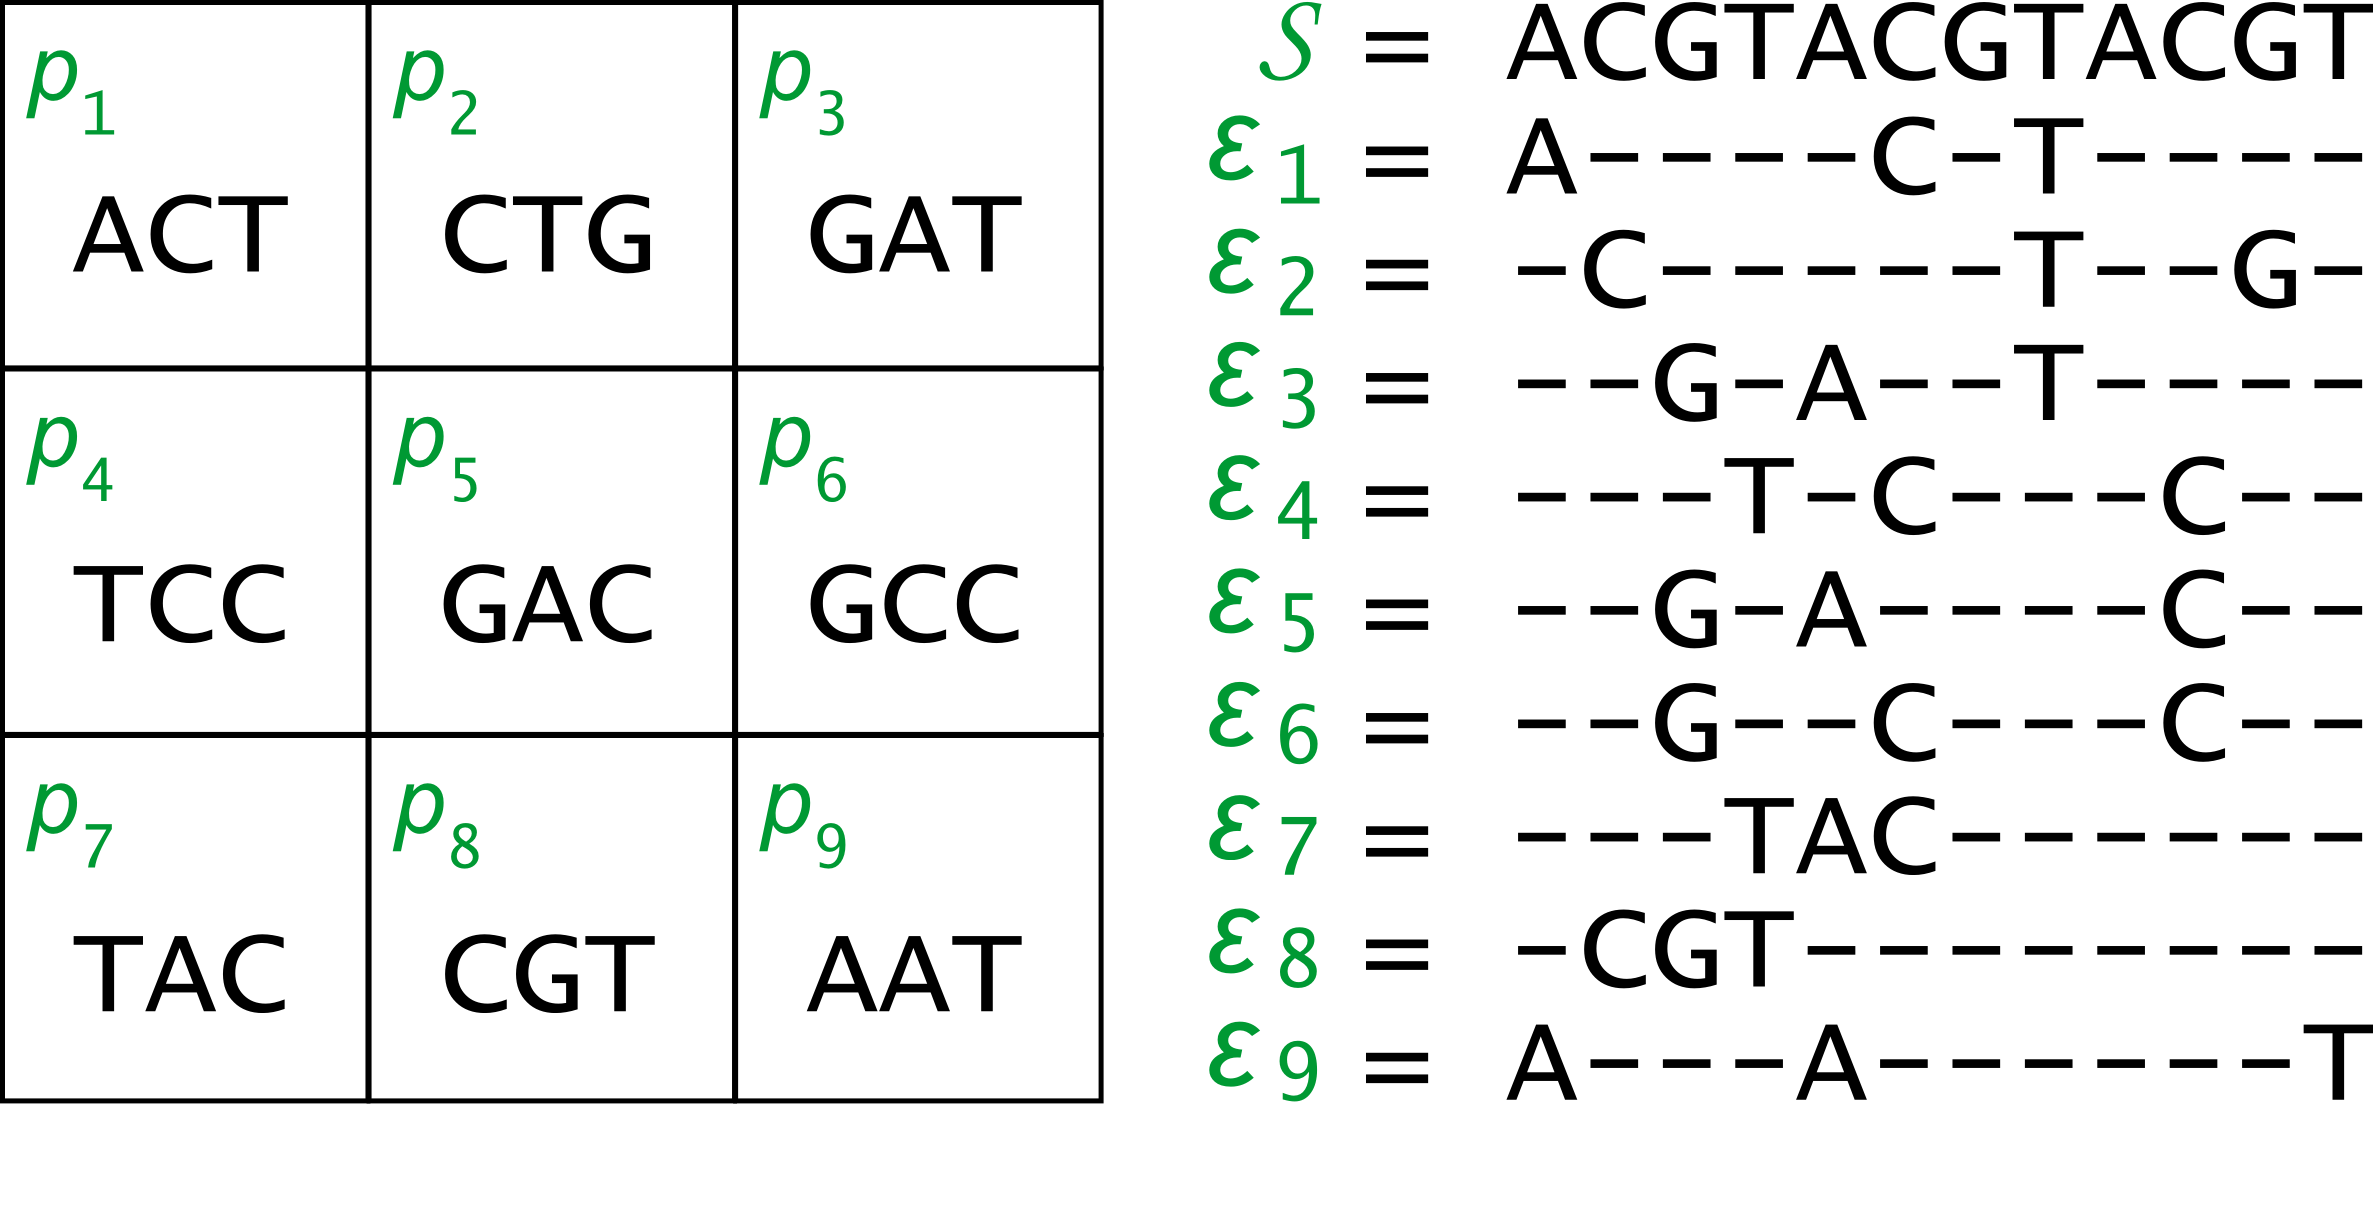 p1 p2 p3
ACT CTG GAT
p4 p5 p6
TCC GAC GCC
p7 p8 p9
TAC CGT AAT
𝒮 = ACGTACGTACGT
ε1 = A----C-T----
ε2 = -C-----T--G-
ε3 = --G-A--T----
ε4 = ---T-C---C--
ε5 = --G-A----C--
ε6 = --G--C---C--
ε7 = ---TAC------
ε8 = -CGT--------
ε9 = A---A------T